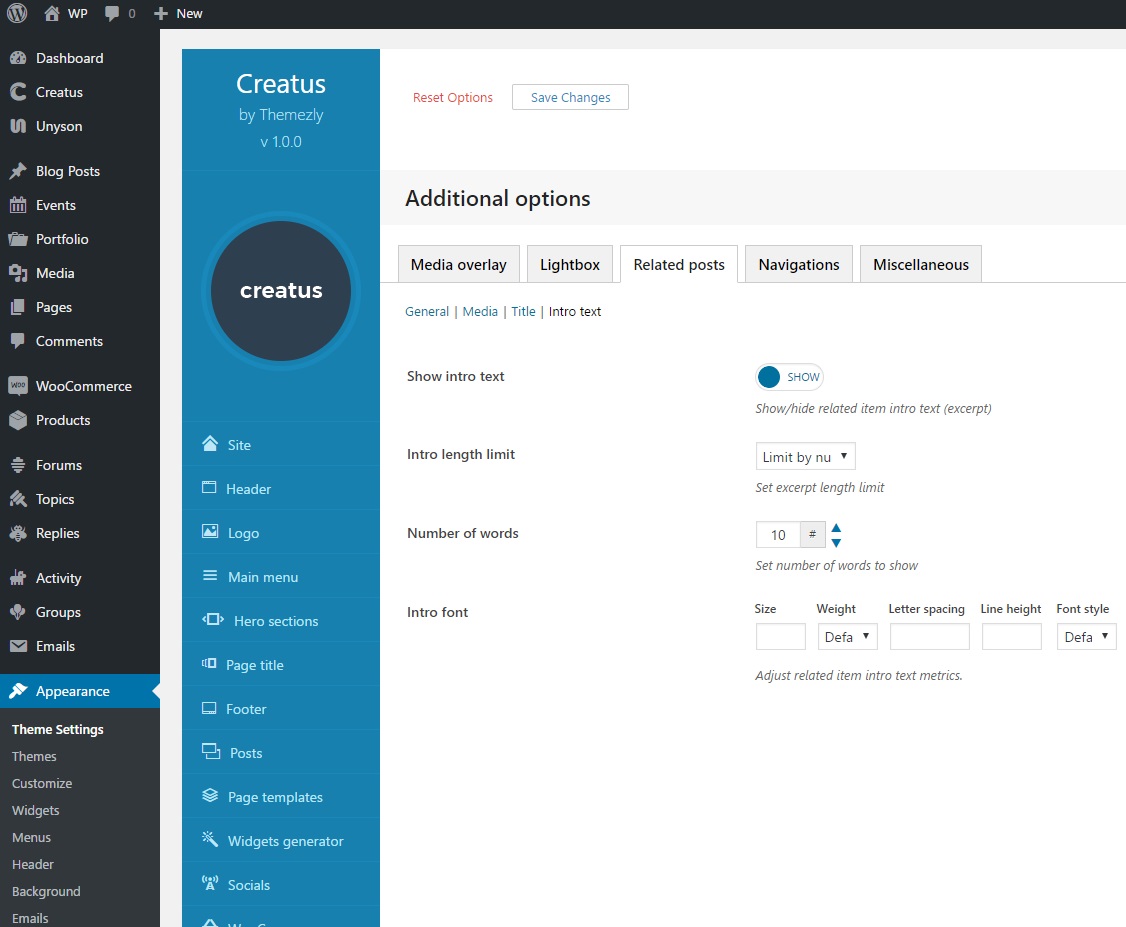 WP 0 New
Dashboard
Creatus
Unyson
Blog Posts
Events
Portfolio
Media
Pages
Comments
WOO WooCommerce
Products
Forums
Topics
Replies
Activity
Groups
Emails
Appearance
Theme Settings
Themes
Customize
Widgets
Menus
Header
Background
Emails
Creatus
by Themezly
v 1.0.0
creatus
Site
Header
Logo
Main menu
Hero sections
Page title
Footer
Posts
Page templates
Widgets generator
Socials
Reset Options Save Changes
Additional options
Media overlay Lightbox Related posts Navigations Miscellaneous
General | Media | Title | Intro text
Show intro text SHOW
Show/hide related item intro text (excerpt)
Intro length limit Limit by nu
Set excerpt length limit
Number of words 10 #
Set number of words to show
Intro font Size Weight Letter spacing Line height Font style
Defa Defa
Adjust related item intro text metrics.